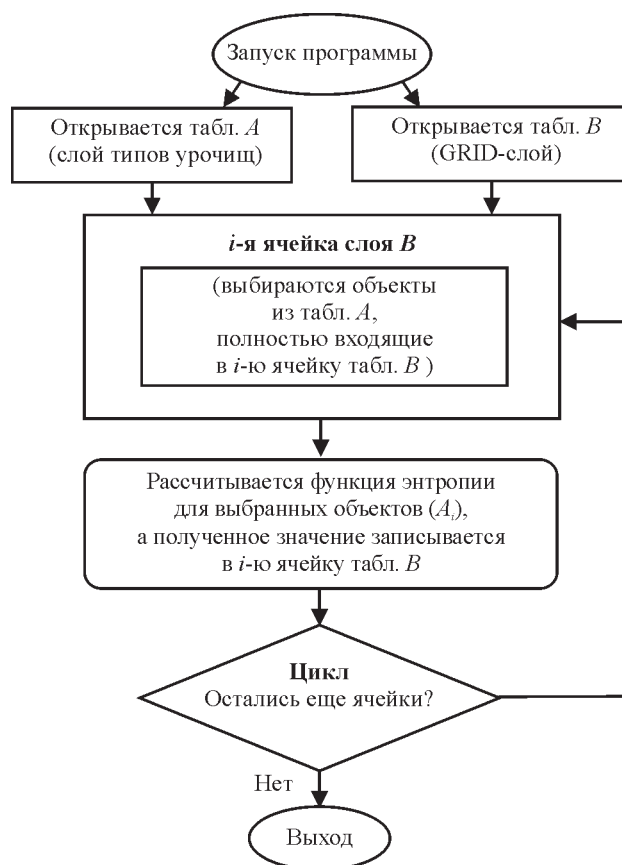 Запуск программы
Открывается табл. A
(слой типов урочищ)
Открывается табл. B
(GRID-слой)
i-я ячейка слоя B
(выбираются объекты
из табл. A,
полностью входящие
в i-ю ячейку табл. B )
Рассчитывается функция энтропии
для выбранных объектов (Ai),
а полученное значение записывается
в i-ю ячейку табл. B
Цикл
Остались еще ячейки?
Нет
Выход